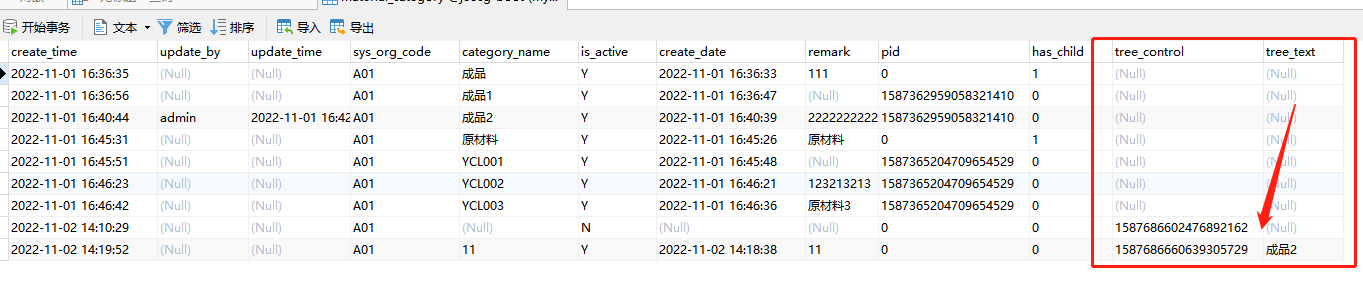 开始事务 文本 筛选 排序 导入 导出
create_time update_by update_time sys_org_code category_name is_active create_date remark pid has_child tree_control tree_text
2022-11-01 16:36:35 (Null) (Null) A01 成品 Y 2022-11-01 16:36:33 111 0 1 (Null) (Null)
2022-11-01 16:36:56 (Null) (Null) A01 成品1 Y 2022-11-01 16:36:47 (Null) 1587362959058321410 0 (Null) (Null)
2022-11-01 16:40:44 admin 2022-11-01 16:42 A01 成品2 Y 2022-11-01 16:40:39 2222222222 1587362959058321410 0 (Null) (Null)
2022-11-01 16:45:31 (Null) (Null) A01 原材料 Y 2022-11-01 16:45:26 原材料 0 1 (Null) (Null)
2022-11-01 16:45:51 (Null) (Null) A01 YCL001 Y 2022-11-01 16:45:48 (Null) 1587365204709654529 0 (Null) (Null)
2022-11-01 16:46:23 (Null) (Null) A01 YCL002 Y 2022-11-01 16:46:21 123213213 1587365204709654529 0 (Null) (Null)
2022-11-01 16:46:42 (Null) (Null) A01 YCL003 Y 2022-11-01 16:46:36 原材料3 1587365204709654529 0 (Null) (Null)
2022-11-02 14:10:29 (Null) (Null) A01 (Null) N (Null) (Null) 0 0 1587686602476892162 (Null)
2022-11-02 14:19:52 (Null) (Null) A01 11 Y 2022-11-02 14:18:38 11 0 0 1587686660639305729 成品2